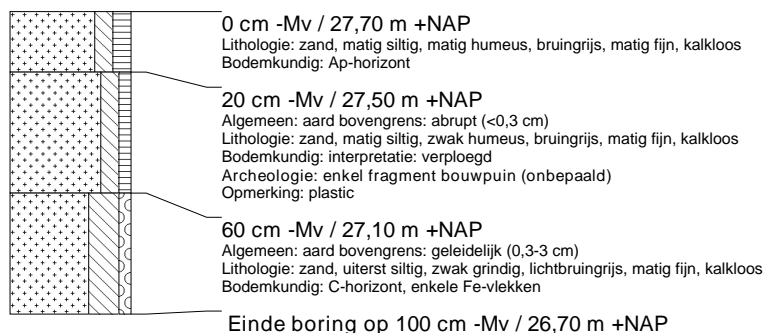 0 cm -Mv / 27,70 m +NAP
Lithologie: zand, matig siltig, matig humeus, bruingrijs, matig fijn, kalkloos
Bodemkundig: Ap-horizont
20 cm -Mv / 27,50 m +NAP
Algemeen: aard bovengrens: abrupt (<0,3 cm)
Lithologie: zand, matig siltig, zwak humeus, bruingrijs, matig fijn, kalkloos
Bodemkundig: interpretatie: verploegd
Archeologie: enkel fragment bouwpuin (onbepaald)
Opmerking: plastic
60 cm -Mv / 27,10 m +NAP
Algemeen: aard bovengrens: geleidelijk (0,3-3 cm)
Lithologie: zand, uiterst siltig, zwak grindig, lichtbruingrijs, matig fijn, kalkloos
Bodemkundig: C-horizont, enkele Fe-vlekken
Einde boring op 100 cm -Mv / 26,70 m +NAP